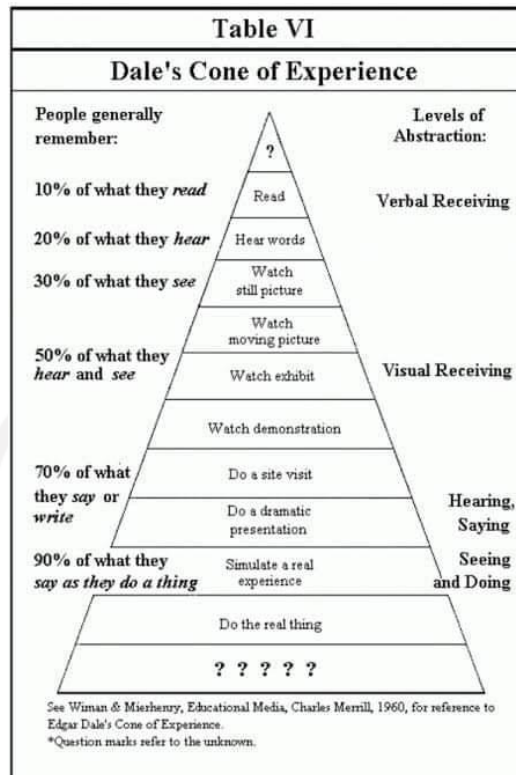 Table VI
Dale's Cone of Experience
People generally
remember:
Levels of
Abstraction:
?
10% of what they read
Read
Verbal Receiving
20% of what they hear
Hear words
30% of what they see
Watch
still picture
Watch
moving picture
50% of what they
hear and see
Watch exhibit
Visual Receiving
Watch demonstration
70% of what
they say or
write
Do a site visit
Do a dramatic
presentation
Hearing,
Saying
90% of what they
say as they do a thing
Simulate a real
experience
Seeing
and Doing
Do the real thing
? ? ? ? ?
See Wiman & Mierhenry, Educational Media, Charles Merrill, 1960, for reference to
Edgar Dale's Cone of Experience.
*Question marks refer to the unknown.